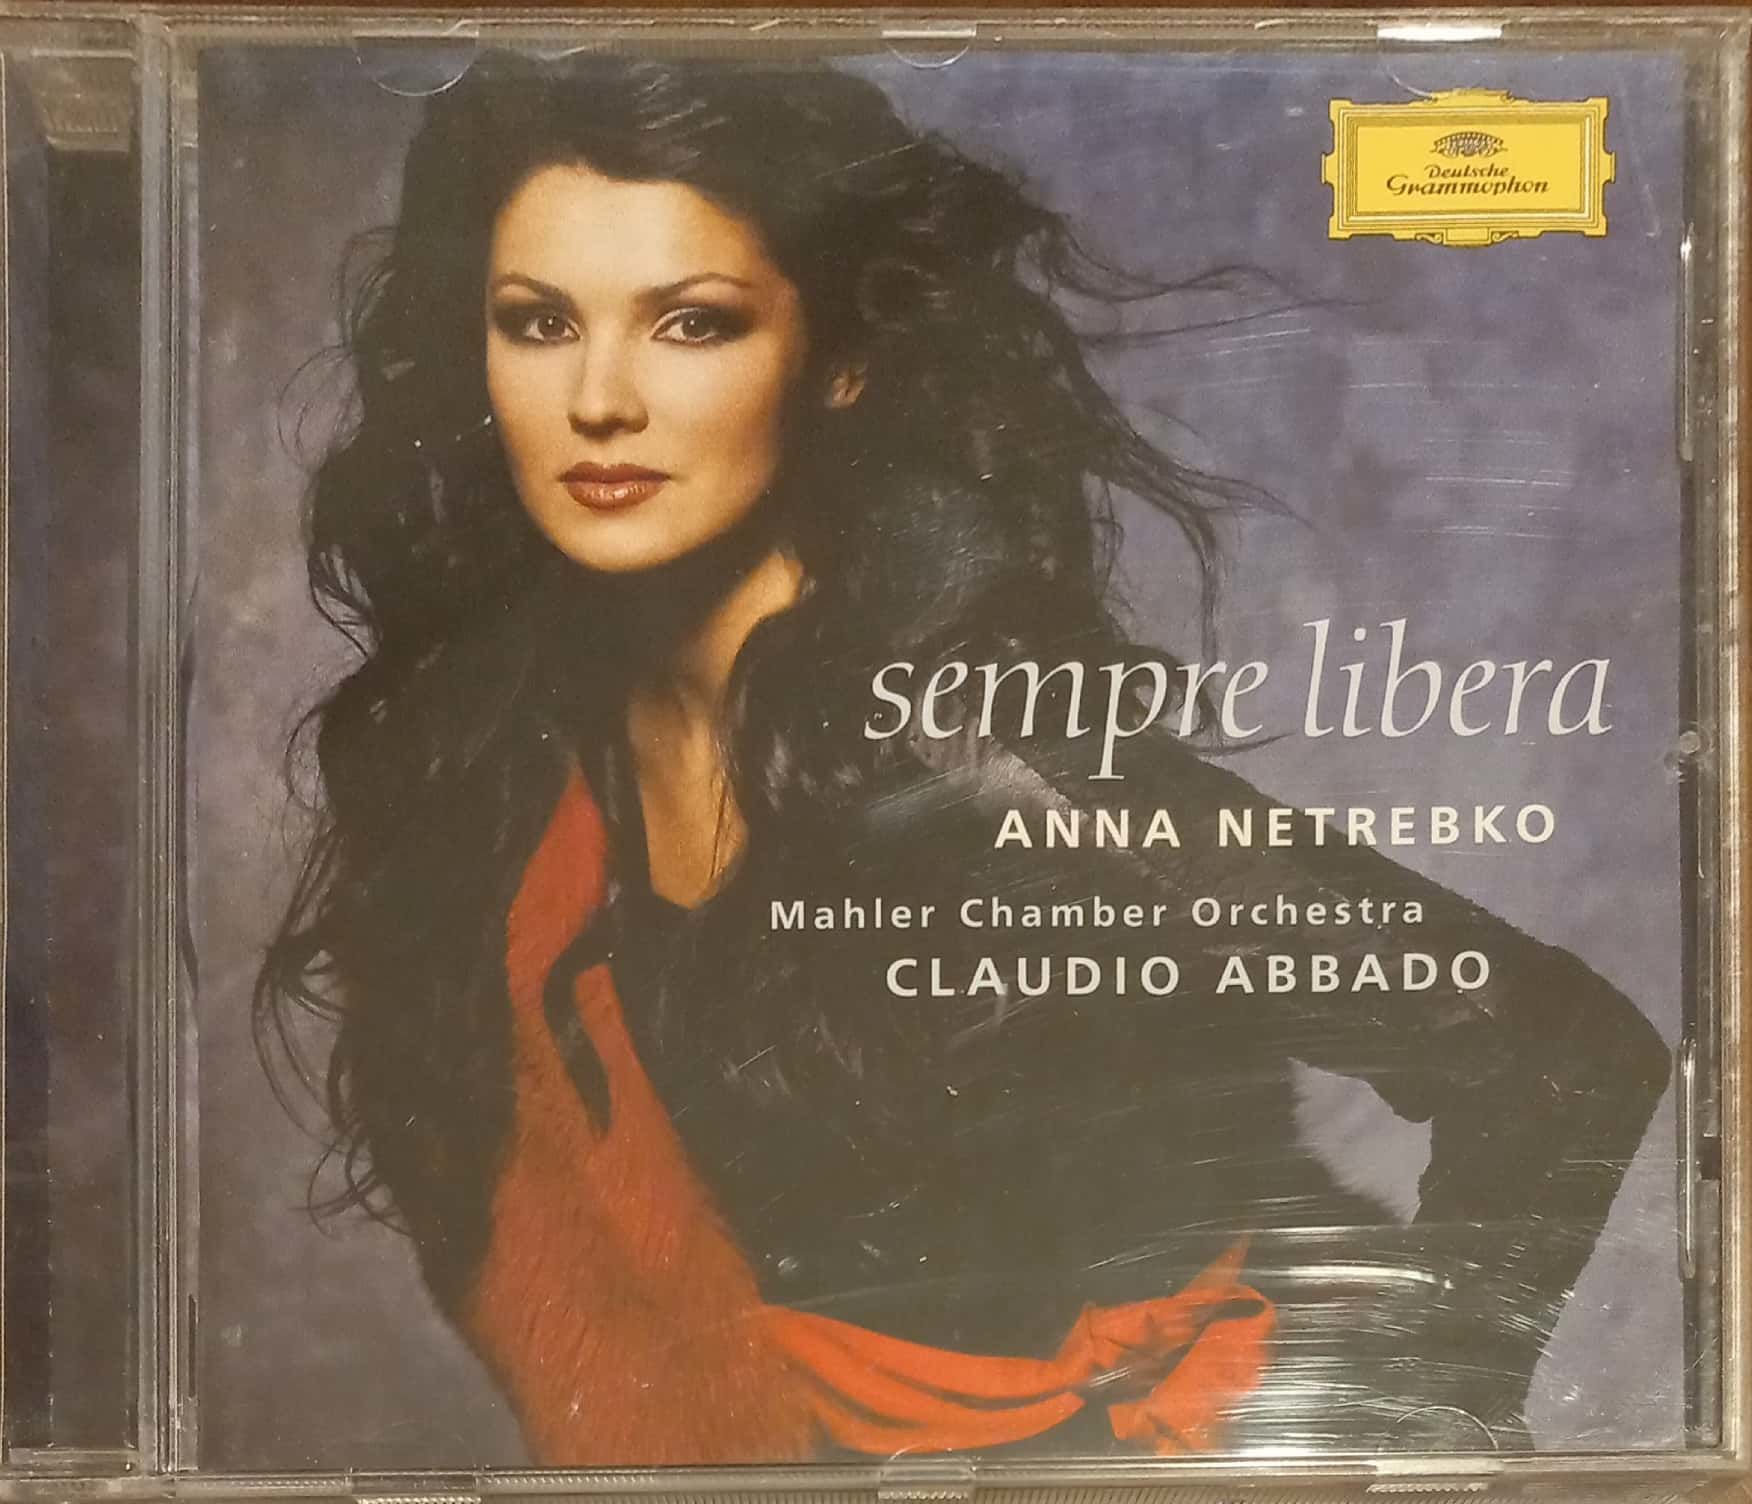 Deutsche
Grammophon
sempre libera
ANNA NETREBKO
Mahler Chamber Orchestra
CLAUDIO ABBADO